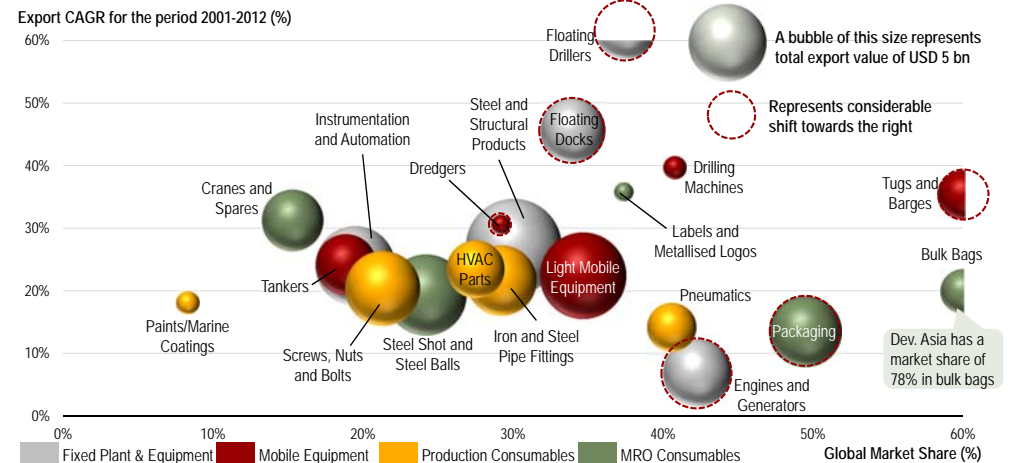 Export CAGR for the period 2001-2012 (%)
60%
50%
40%
30%
20%
10%
0%
Floating
Drillers
A bubble of this size represents
total export value of USD 5 bn
Represents considerable
shift towards the right
Steel and
Structural
Products
Floating
Docks
Instrumentation
and Automation
Dredgers
Drilling
Machines
Cranes and
Spares
Tugs and
Barges
Labels and
Metallised Logos
Bulk Bags
HVAC
Parts
Light Mobile
Equipment
Tankers
Pneumatics
Paints/Marine
Coatings
Screws, Nuts
and Bolts
Steel Shot and
Steel Balls
Iron and Steel
Pipe Fittings
Packaging
Dev. Asia has a
market share of
78% in bulk bags
Engines and
Generators
0%
10%
20%
30%
40%
50%
60%
Fixed Plant & Equipment
Mobile Equipment
Production Consumables
MRO Consumables
Global Market Share (%)